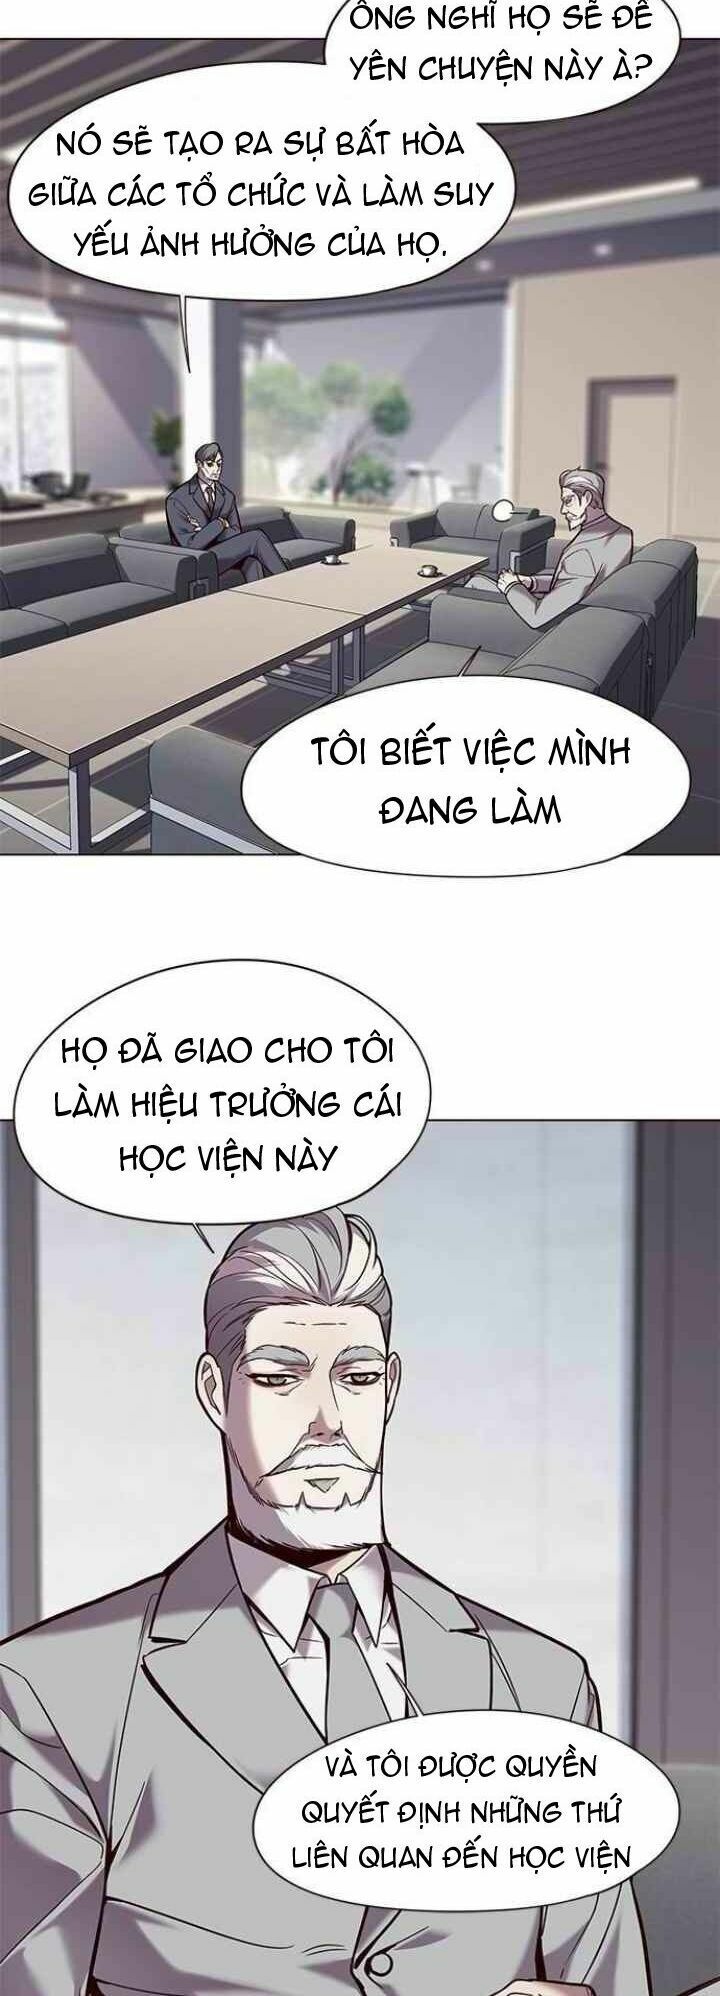 ÔNG NGHĨ HỌ SẼ ĐỂ
YÊN CHUYỆN NÀY À?
NÓ SẼ TẠO RA SỰ BẤT HÒA
GIỮA CÁC TỔ CHỨC VÀ LÀM SUY
YẾU ẢNH HƯỞNG CỦA HỌ.
TÔI BIẾT VIỆC MÌNH
ĐANG LÀM
HỌ ĐÃ GIAO CHO TÔI
LÀM HIỆU TRƯỞNG CÁI
HỌC VIỆN NÀY
VÀ TÔI ĐƯỢC QUYỀN
QUYẾT ĐỊNH NHỮNG THỨ
LIÊN QUAN ĐẾN HỌC VIỆN